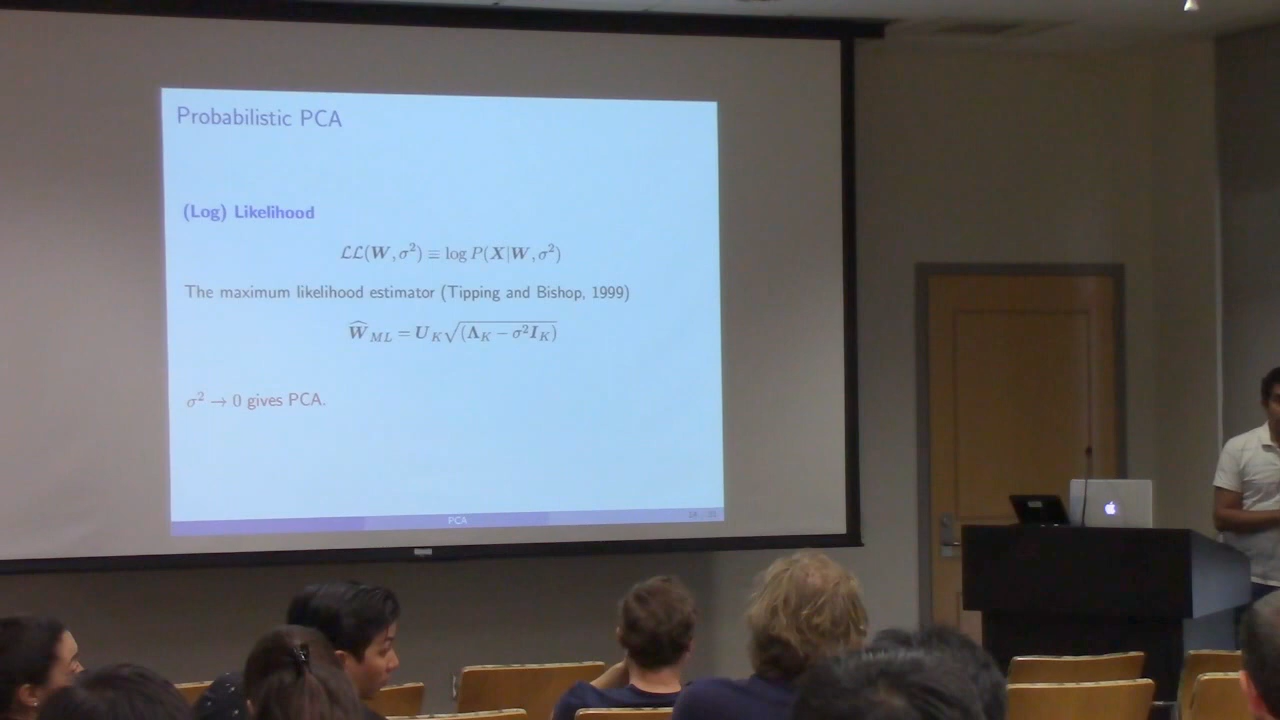 Probabilistic PCA
(Log) Likelihood
ℒℒ(W, σ²) ≡ log P(X|W, σ²)
The maximum likelihood estimator (Tipping and Bishop, 1999)
Ŵ_ML = U_K √(Λ_K − σ²I_K)
σ² → 0 gives PCA.
PCA